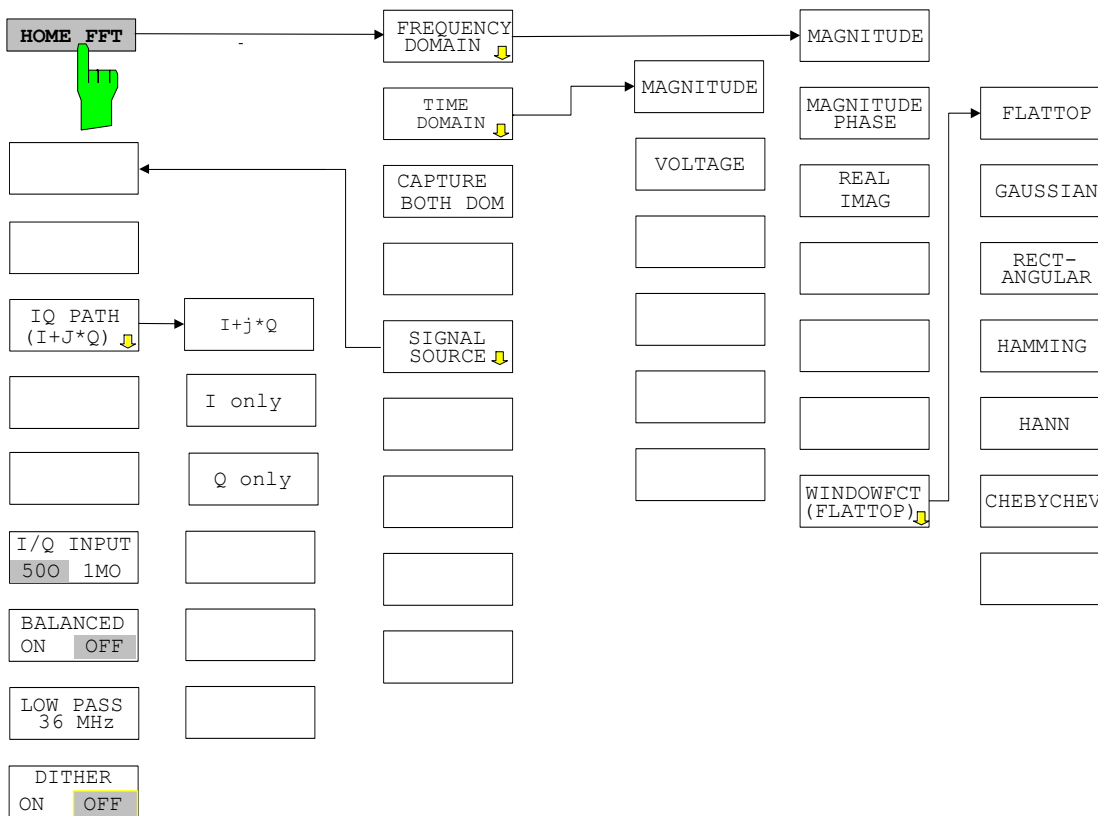 HOME FFT
-
FREQUENCY
DOMAIN
TIME
DOMAIN
CAPTURE
BOTH DOM
SIGNAL
SOURCE
MAGNITUDE
VOLTAGE
MAGNITUDE
MAGNITUDE
PHASE
REAL
IMAG
WINDOWFCT
(FLATTOP)
FLATTOP
GAUSSIAN
RECT-
ANGULAR
HAMMING
HANN
CHEBYCHEV
IQ PATH
(I+J*Q)
I+j*Q
I only
Q only
I/Q INPUT
50O 1MO
BALANCED
ON OFF
LOW PASS
36 MHz
DITHER
ON OFF